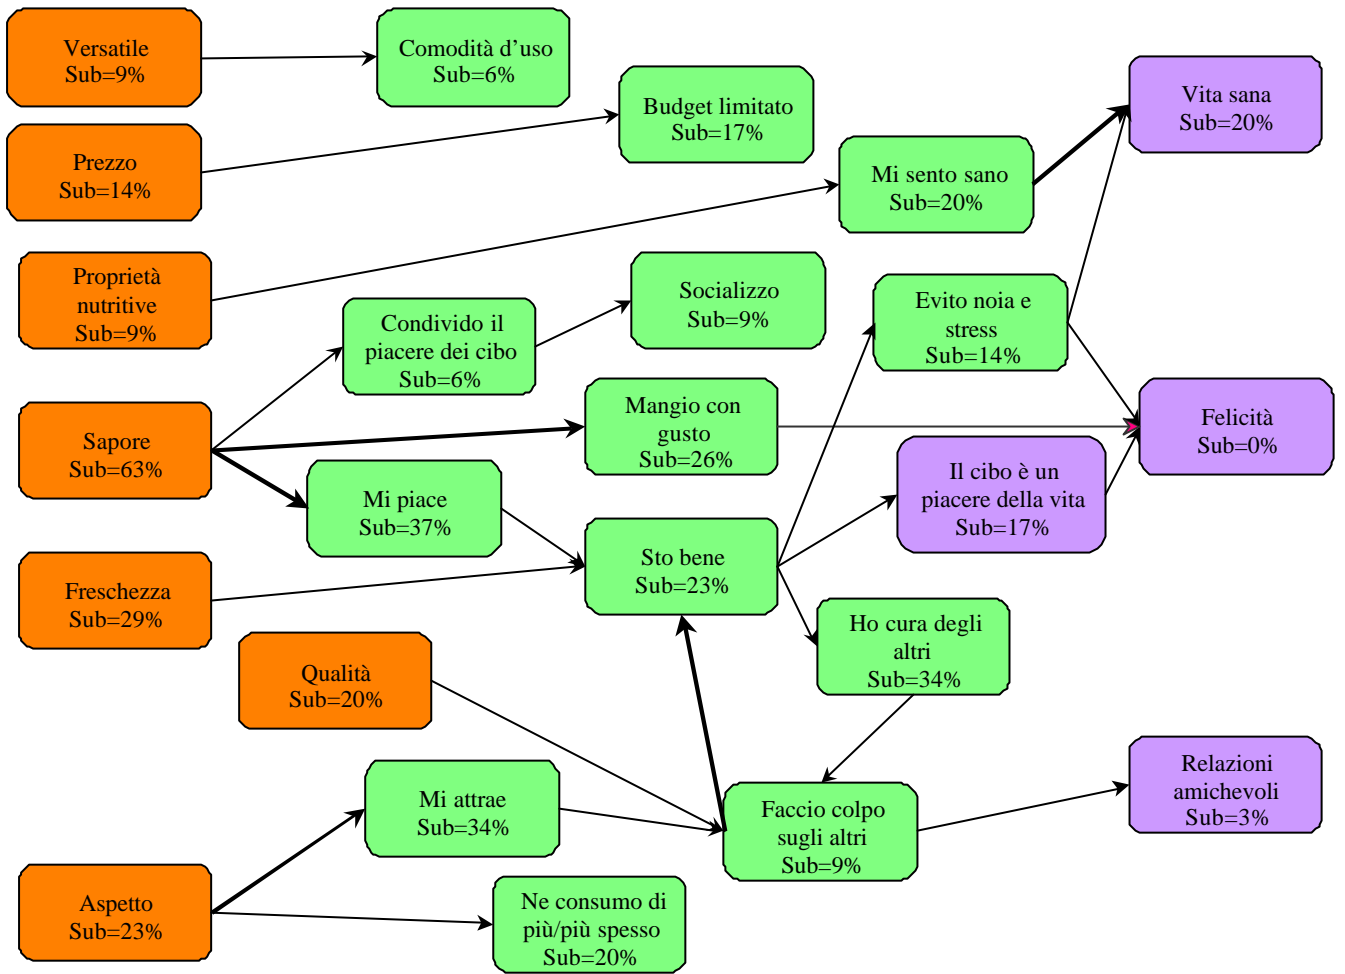 Versatile
Sub=9%
Comodità d'uso
Sub=6%
Budget limitato
Sub=17%
Vita sana
Sub=20%
Prezzo
Sub=14%
Mi sento sano
Sub=20%
Proprietà
nutritive
Sub=9%
Condivido il
piacere dei cibo
Sub=6%
Socializzo
Sub=9%
Evito noia e
stress
Sub=14%
Sapore
Sub=63%
Mangio con
gusto
Sub=26%
Felicità
Sub=0%
Mi piace
Sub=37%
Il cibo è un
piacere della vita
Sub=17%
Freschezza
Sub=29%
Sto bene
Sub=23%
Ho cura degli
altri
Sub=34%
Qualità
Sub=20%
Mi attrae
Sub=34%
Faccio colpo
sugli altri
Sub=9%
Relazioni
amichevoli
Sub=3%
Aspetto
Sub=23%
Ne consumo di
più/più spesso
Sub=20%